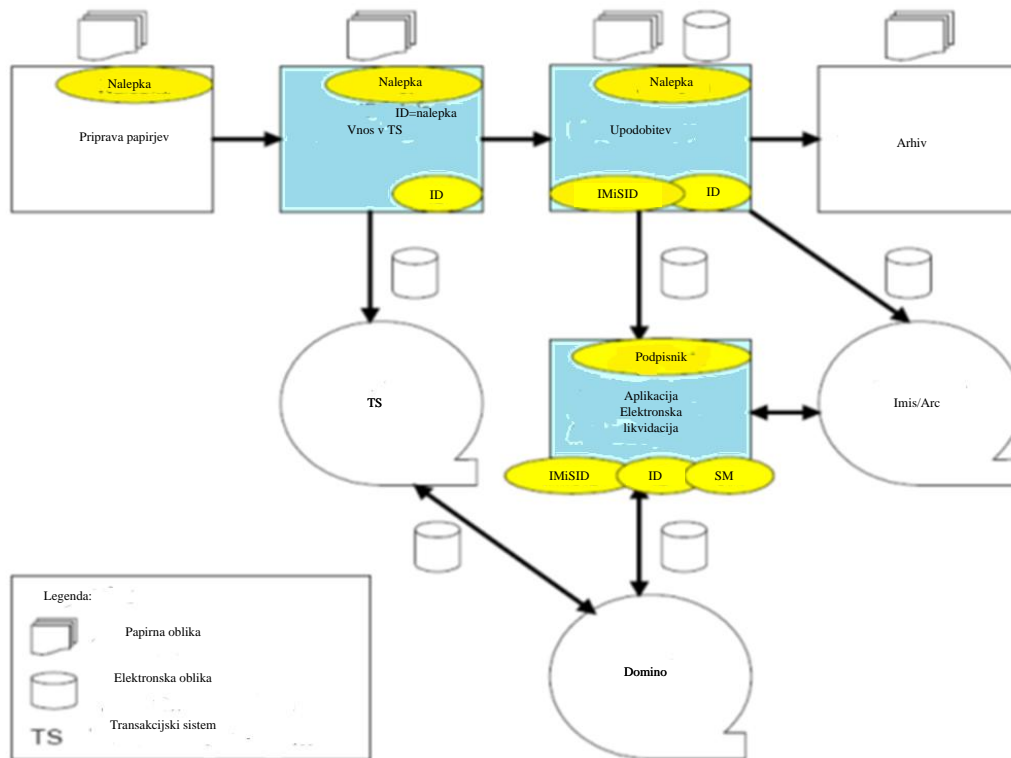 Nalepka
Priprava papirjev
Nalepka
ID=nalepka
Vnos v TS
ID
Nalepka
Upodobitev
IMiSID
ID
Arhiv
TS
Podpisnik
Aplikacija
Elektronska
likvidacija
IMiSID
ID
SM
Imis/Arc
Domino
Legenda:
Papirna oblika
Elektronska oblika
TS
Transakcijski sistem